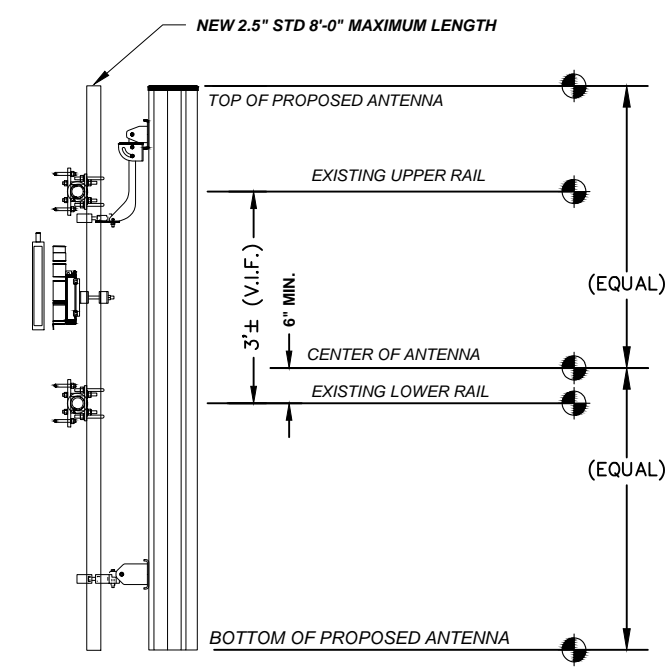 NEW 2.5" STD 8'-0" MAXIMUM LENGTH
TOP OF PROPOSED ANTENNA
EXISTING UPPER RAIL
3'± (V.I.F.)
6" MIN.
(EQUAL)
CENTER OF ANTENNA
EXISTING LOWER RAIL
(EQUAL)
BOTTOM OF PROPOSED ANTENNA